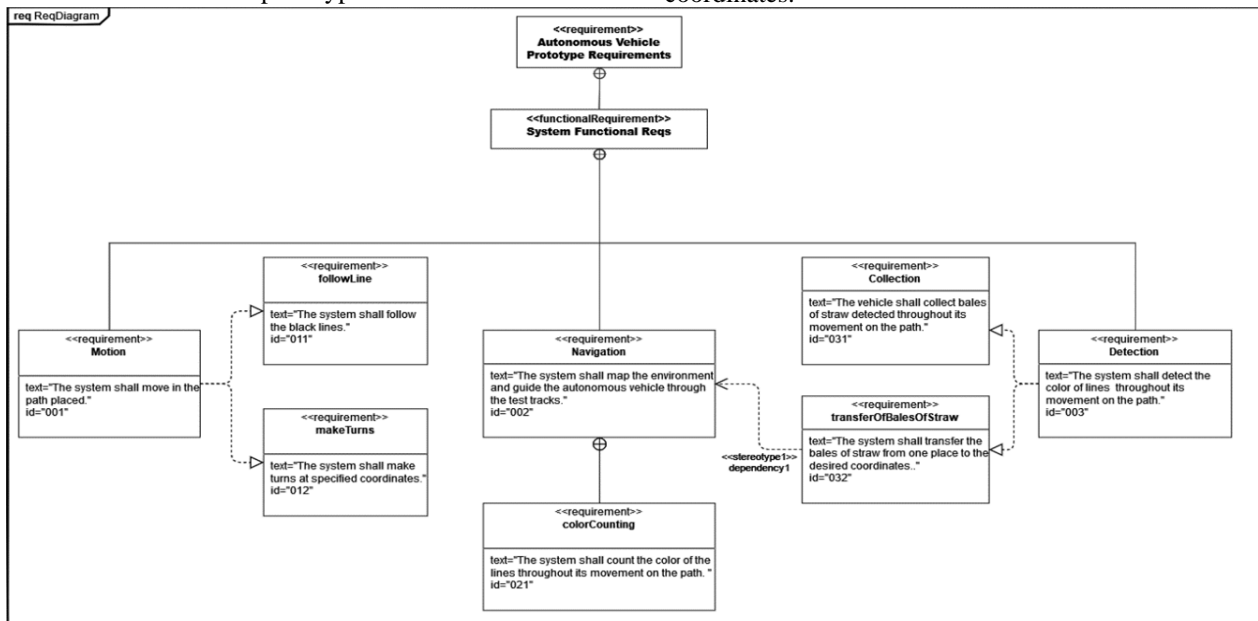 coordinates.
req ReqDiagram
<<requirement>>
Autonomous Vehicle
Prototype Requirements
<<functionalRequirement>>
System Functional Reqs
<<requirement>>
followLine
text="The system shall follow
the black lines."
id="011"
<<requirement>>
Collection
text="The vehicle shall collect bales
of straw detected throughout its
movement on the path."
id="031"
<<requirement>>
Motion
text="The system shall move in the
path placed."
id="001"
<<requirement>>
Navigation
text="The system shall map the environment
and guide the autonomous vehicle through
the test tracks."
id="002"
<<requirement>>
Detection
text="The system shall detect the
color of lines throughout its
movement on the path."
id="003"
<<requirement>>
makeTurns
text="The system shall make
turns at specified coordinates."
id="012"
<<requirement>>
transferOfBalesOfStraw
text="The system shall transfer the
bales of straw from one place to the
desired coordinates.."
id="032"
<<stereotype1>>
dependency1
<<requirement>>
colorCounting
text="The system shall count the color of the
lines throughout its movement on the path. "
id="021"